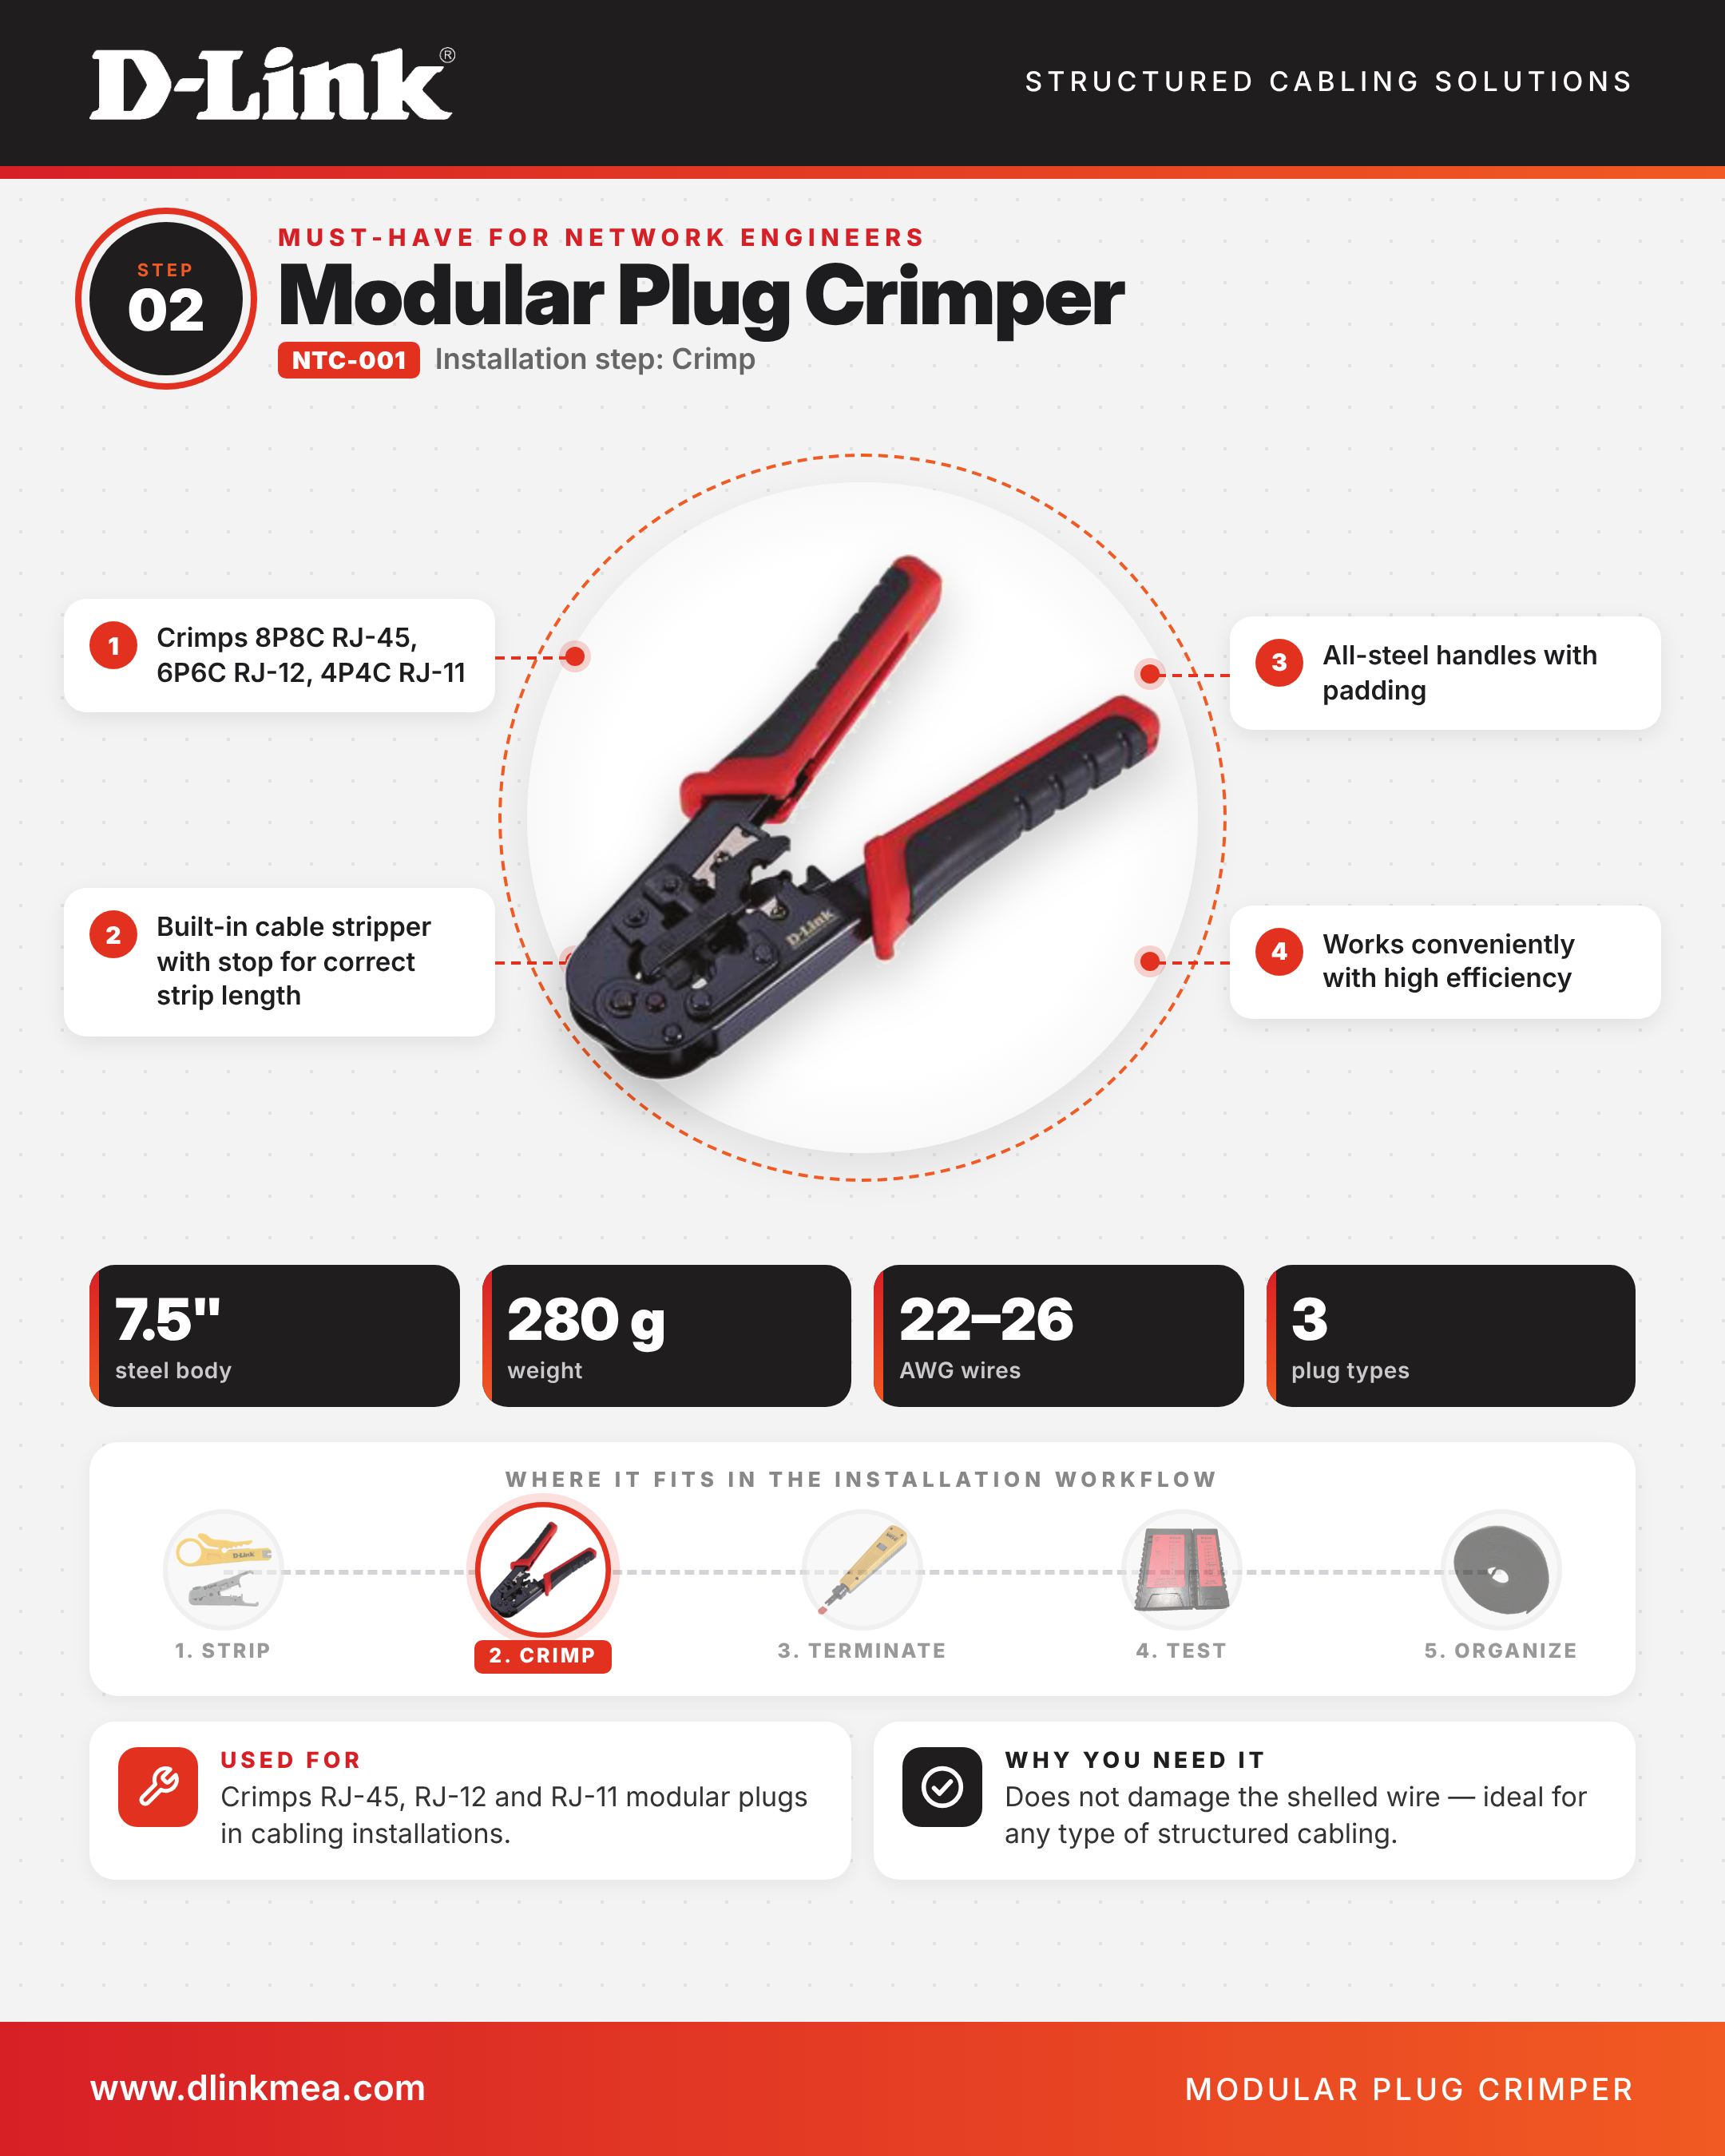 D-Link®
STRUCTURED CABLING SOLUTIONS
STEP
02
MUST-HAVE FOR NETWORK ENGINEERS
Modular Plug Crimper
NTC-001 Installation step: Crimp
1
Crimps 8P8C RJ-45,
6P6C RJ-12, 4P4C RJ-11
3
All-steel handles with
padding
2
Built-in cable stripper
with stop for correct
strip length
4
Works conveniently
with high efficiency
D-Link
7.5"
steel body
280 g
weight
22–26
AWG wires
3
plug types
WHERE IT FITS IN THE INSTALLATION WORKFLOW
D-Link
1. STRIP
2. CRIMP
3. TERMINATE
4. TEST
5. ORGANIZE
USED FOR
Crimps RJ-45, RJ-12 and RJ-11 modular plugs
in cabling installations.
WHY YOU NEED IT
Does not damage the shelled wire — ideal for
any type of structured cabling.
www.dlinkmea.com
MODULAR PLUG CRIMPER